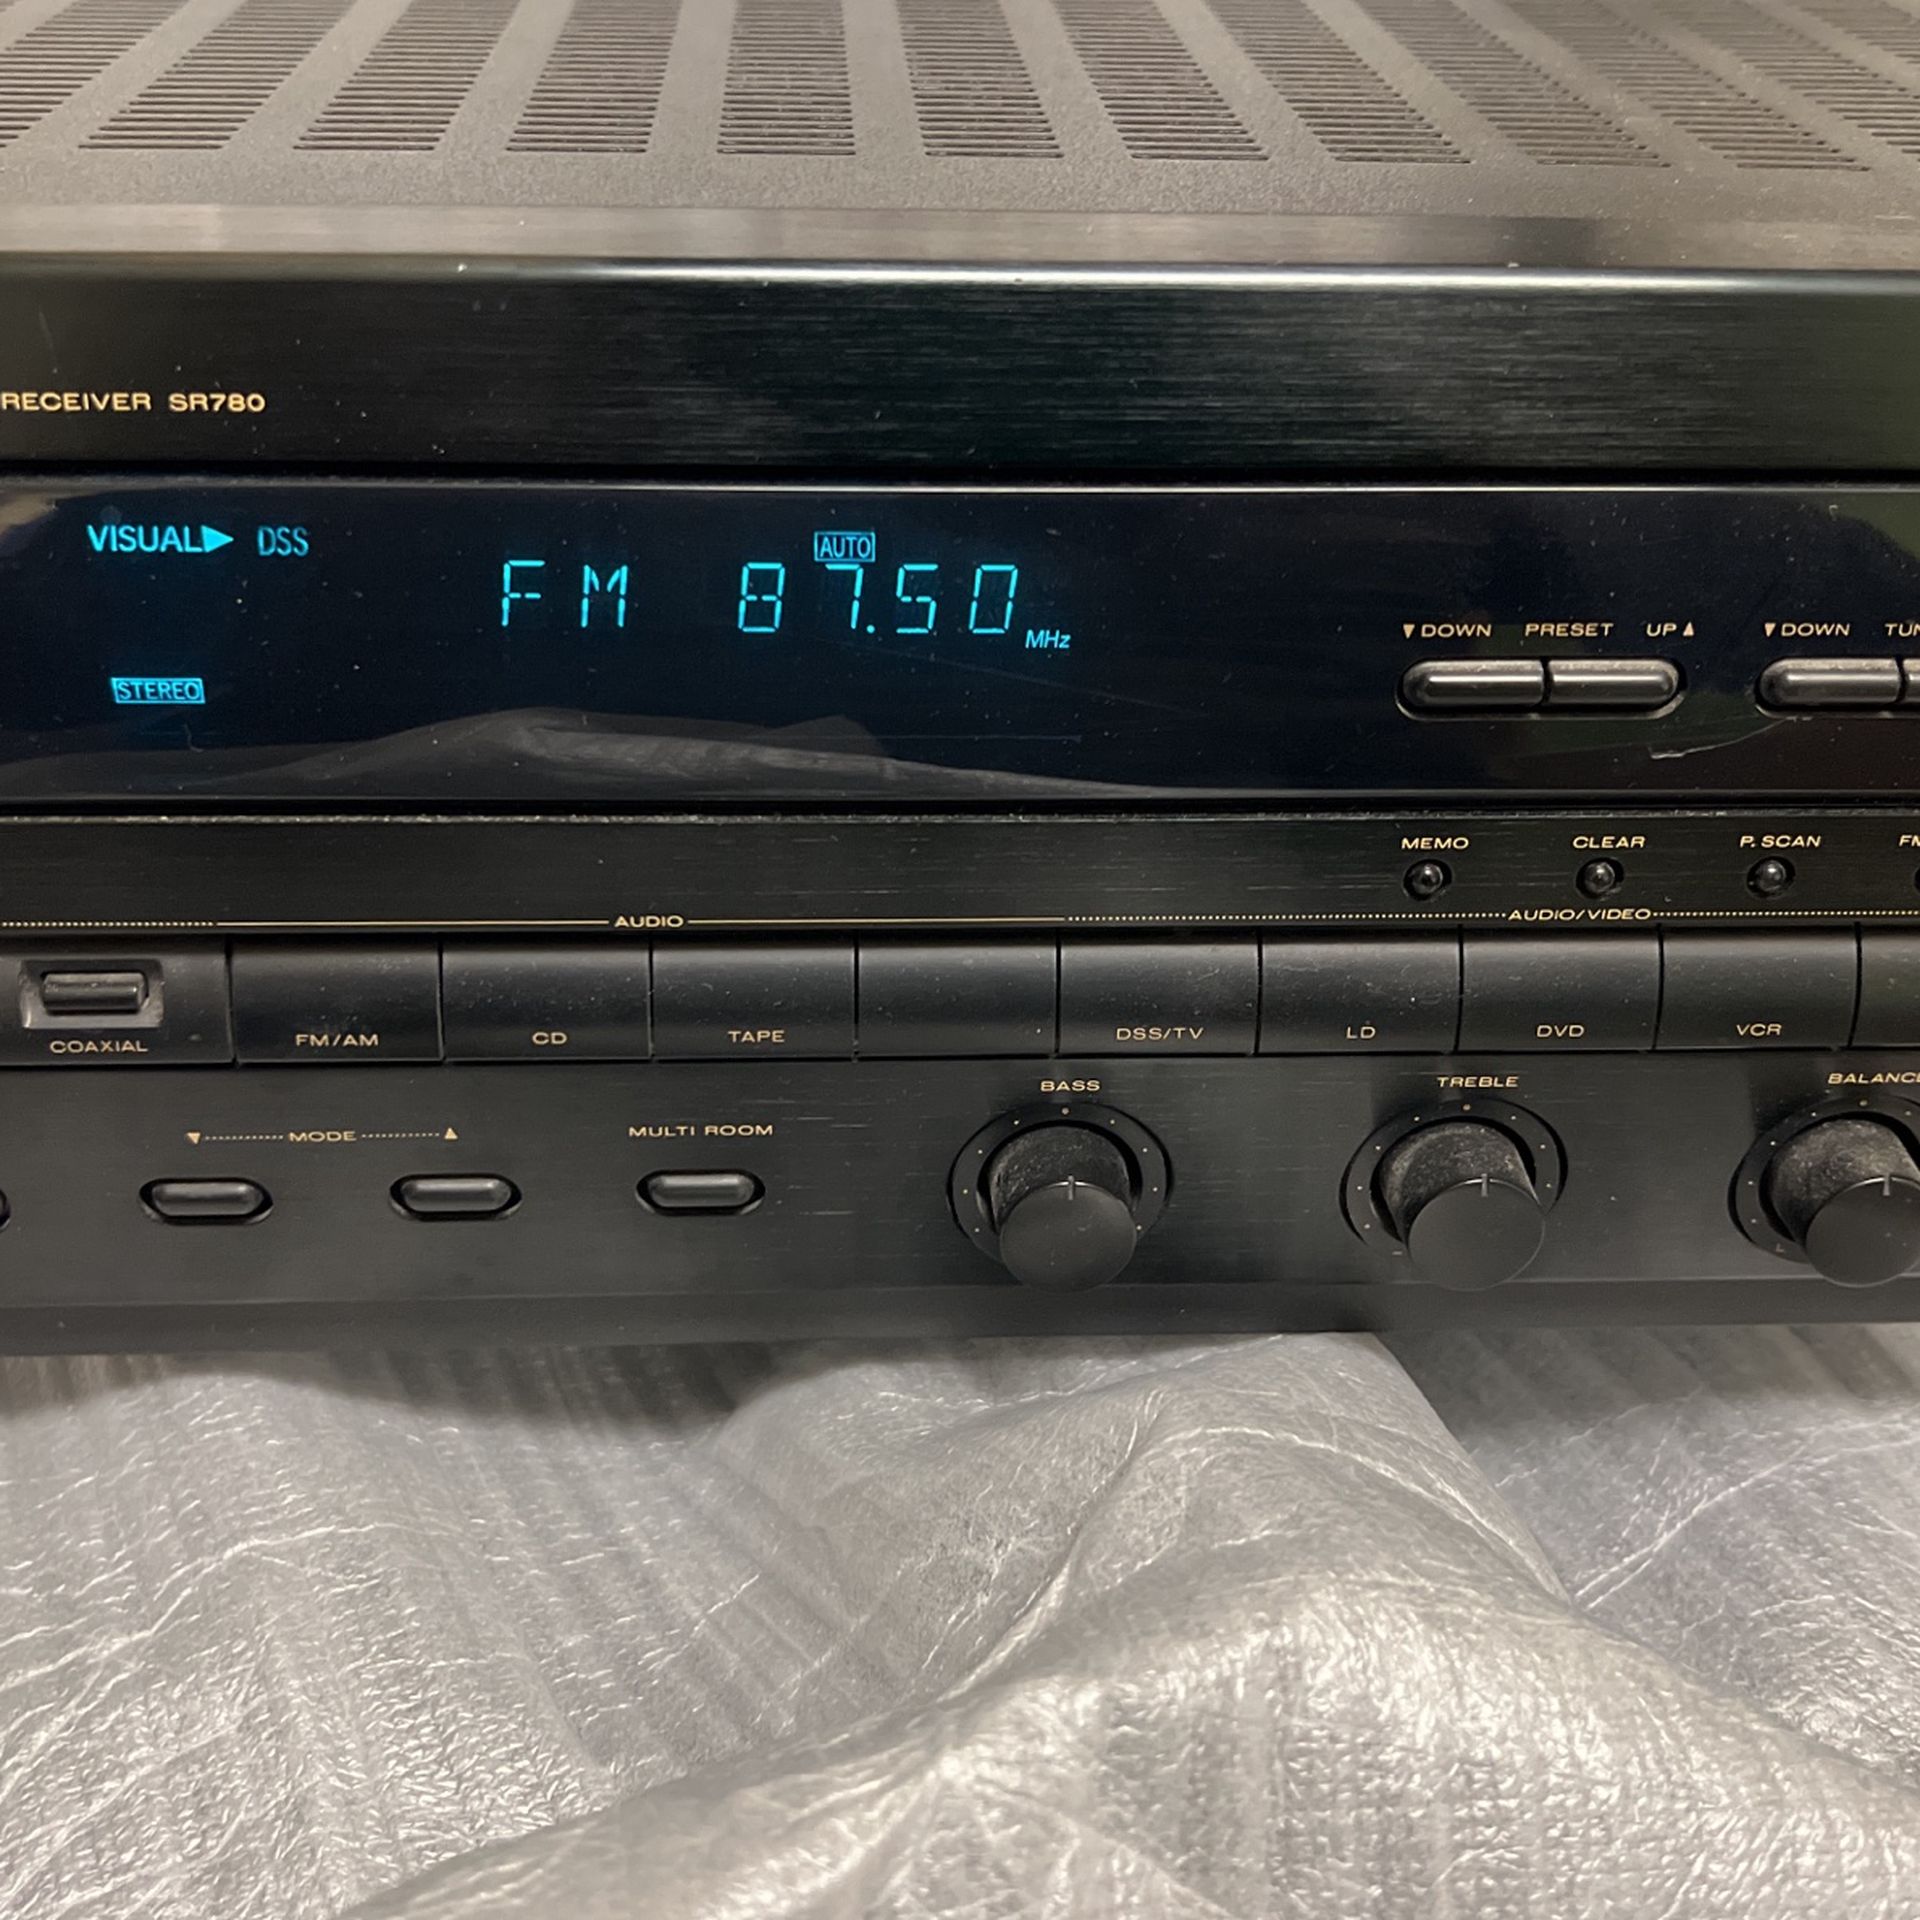 RECEIVER SR780
VISUAL▶ DSS
AUTO
FM 87.50 MHz
STEREO
▼DOWN PRESET UP▲ ▼DOWN
MEMO CLEAR P.SCAN
AUDIO AUDIO/VIDEO
COAXIAL FM/AM CD TAPE DSS/TV LD DVD VCR
BASS TREBLE BALANCE
▼ MODE ▲ MULTI ROOM
L